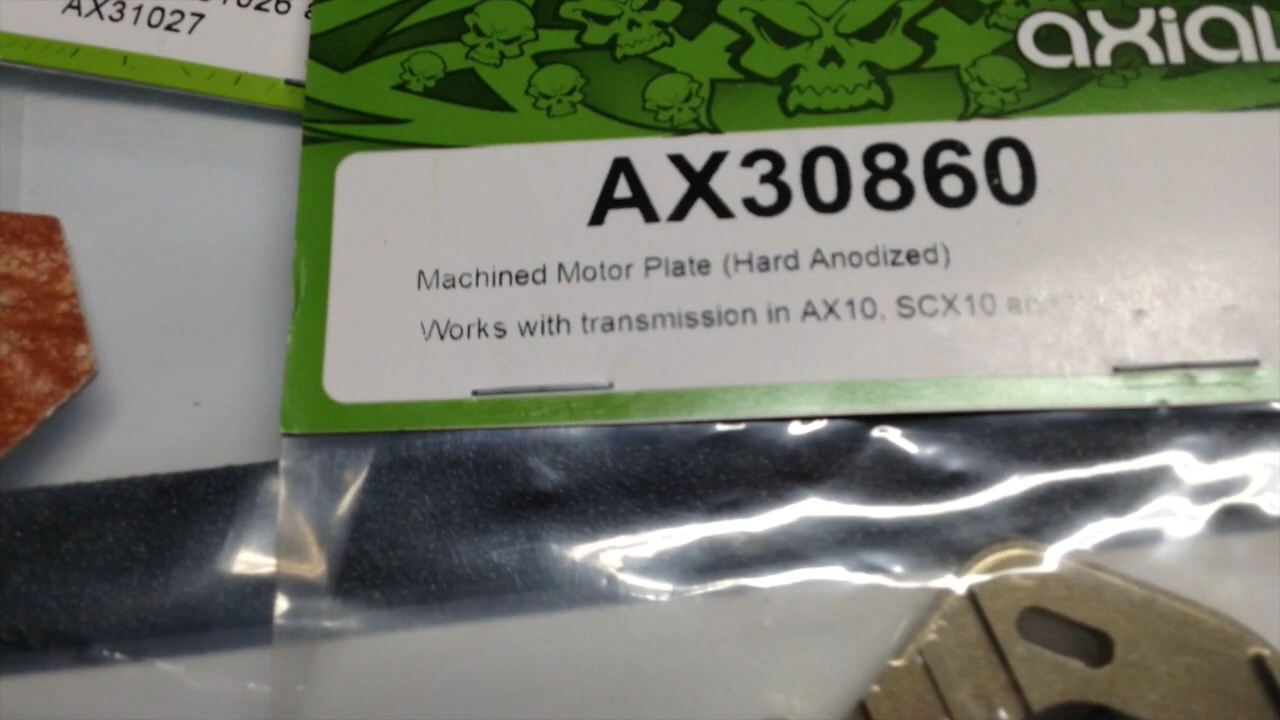 AX31027
axial
AX30860
Machined Motor Plate (Hard Anodized)
Works with transmission in AX10, SCX10